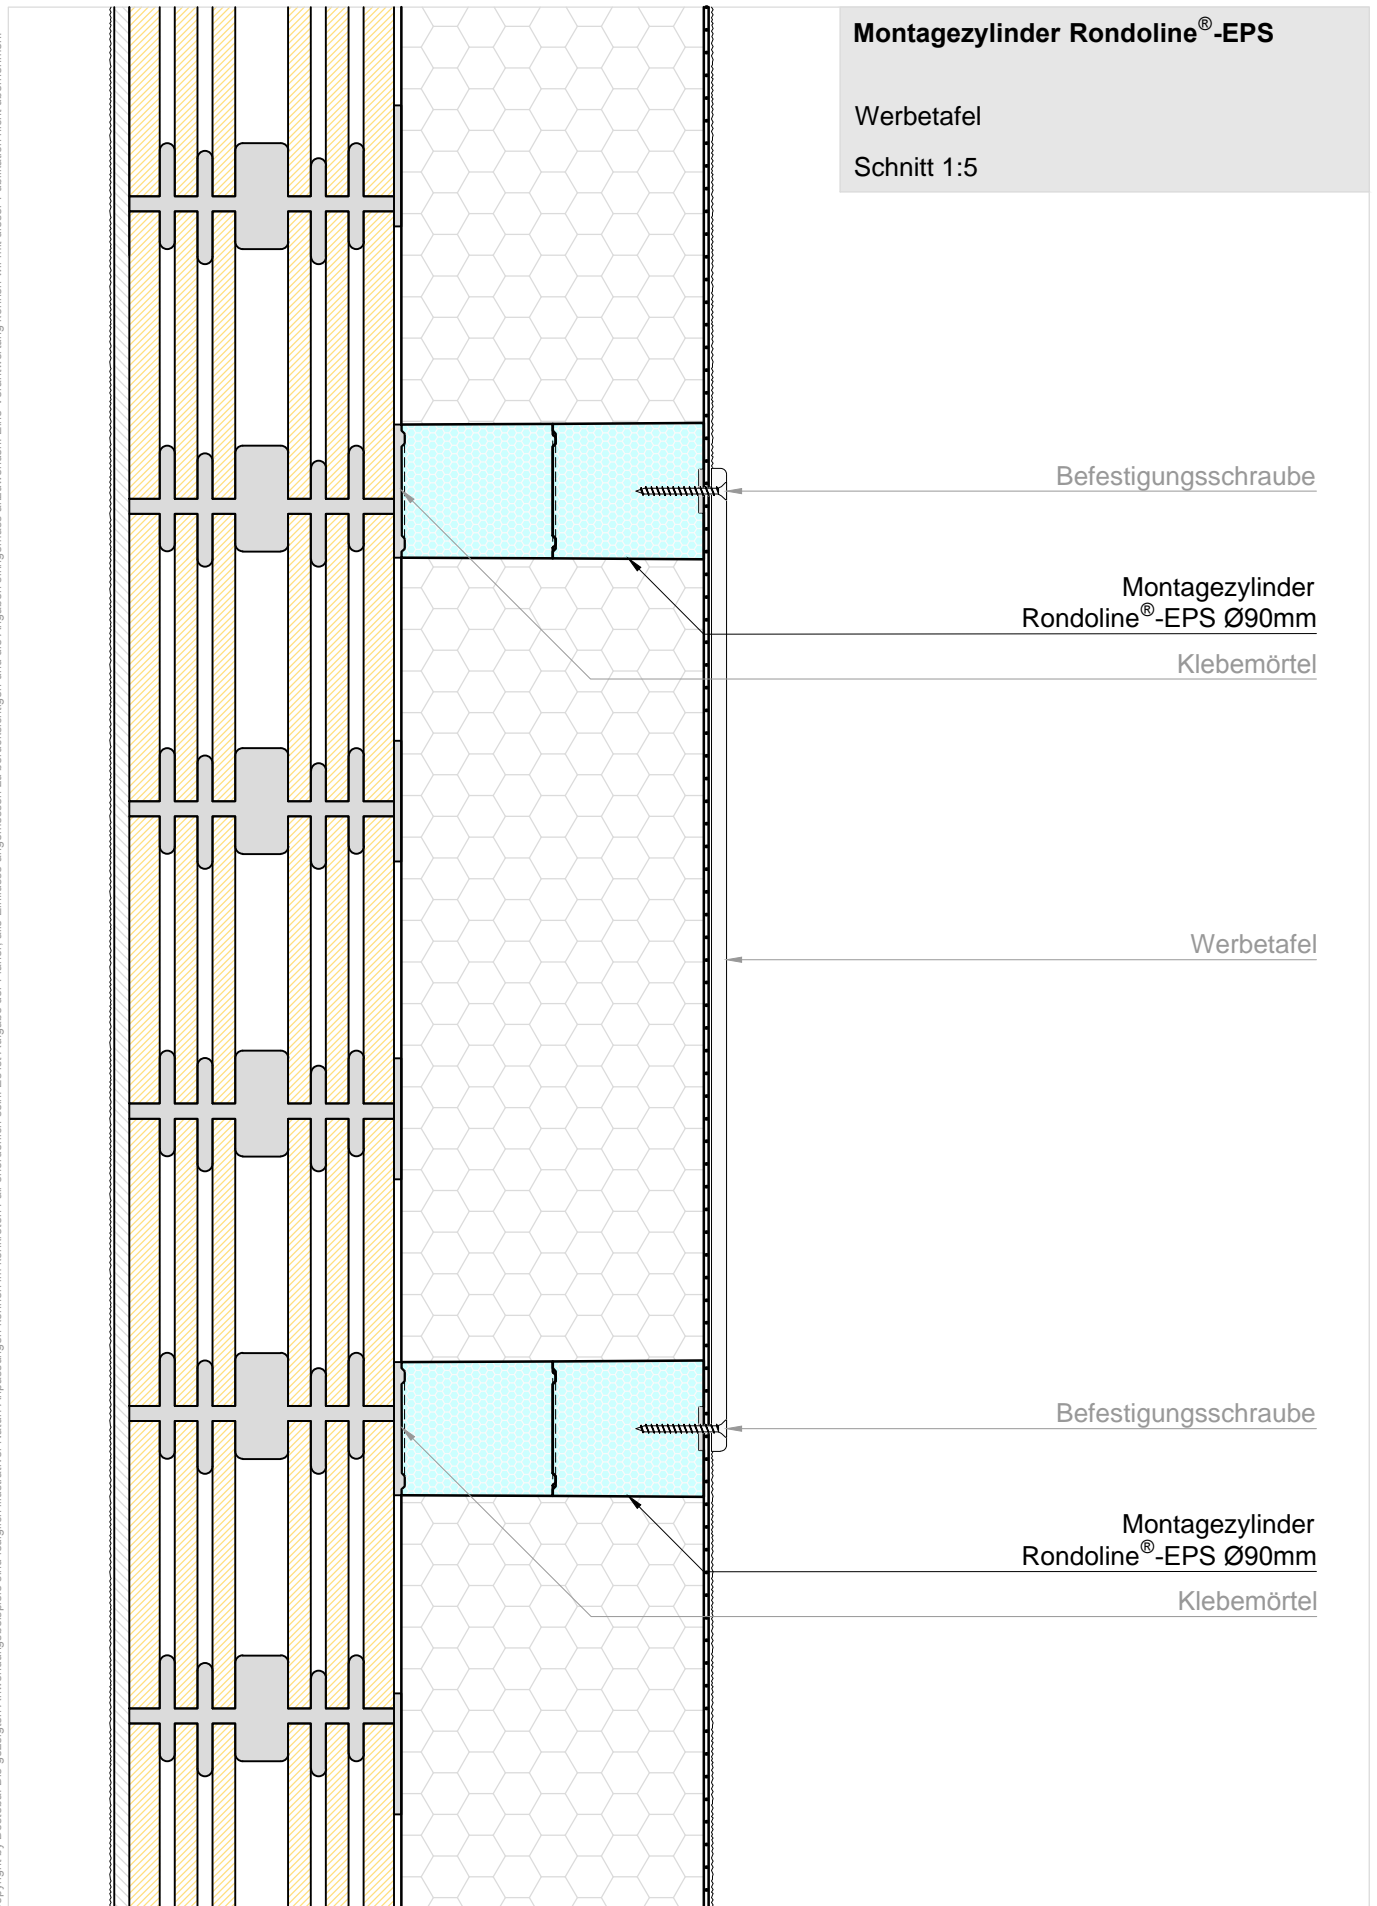 Montagezylinder Rondoline®-EPS
Werbetafel
Schnitt 1:5
Befestigungsschraube
Montagezylinder
Rondoline®-EPS Ø90mm
Klebemörtel
Werbetafel
Befestigungsschraube
Montagezylinder
Rondoline®-EPS Ø90mm
Klebemörtel